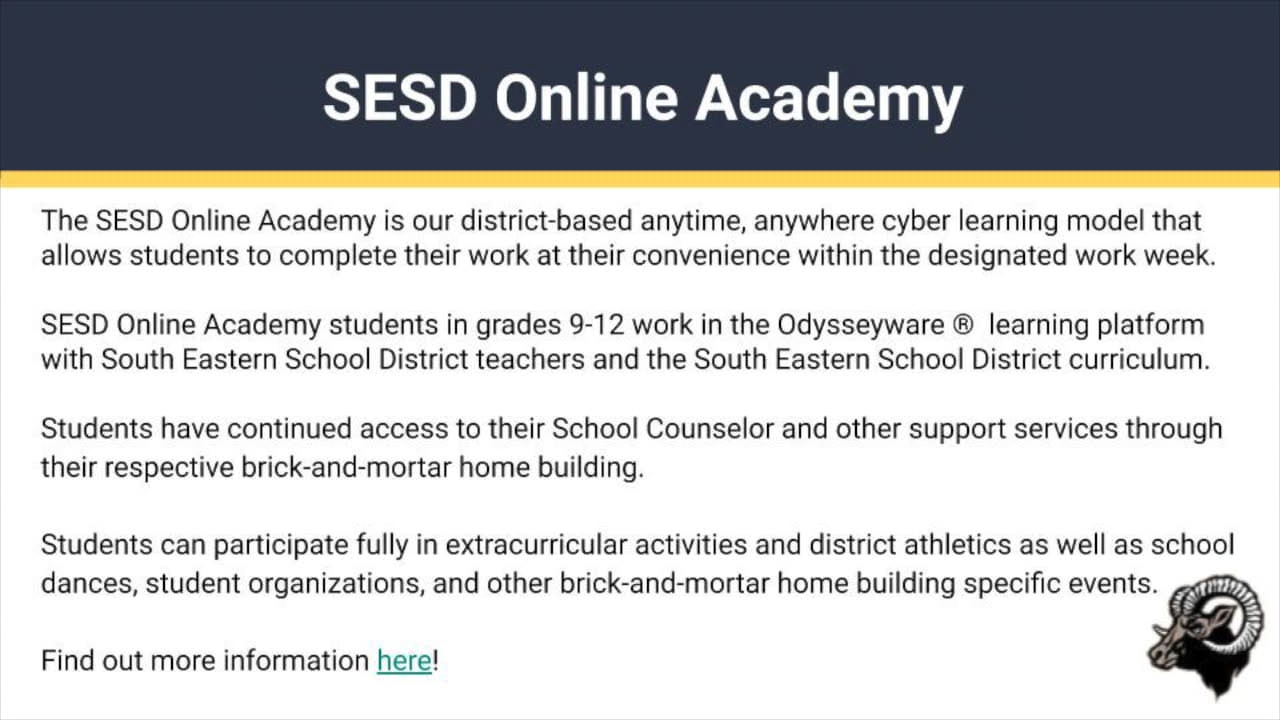 SESD Online Academy
The SESD Online Academy is our district-based anytime, anywhere cyber learning model that
allows students to complete their work at their convenience within the designated work week.
SESD Online Academy students in grades 9-12 work in the Odysseyware ® learning platform
with South Eastern School District teachers and the South Eastern School District curriculum.
Students have continued access to their School Counselor and other support services through
their respective brick-and-mortar home building.
Students can participate fully in extracurricular activities and district athletics as well as school
dances, student organizations, and other brick-and-mortar home building specific events.
Find out more information here!